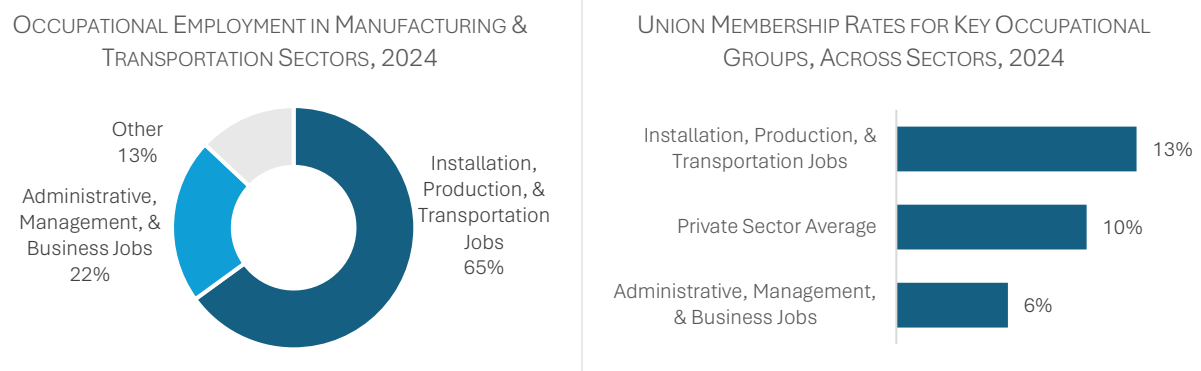 OCCUPATIONAL EMPLOYMENT IN MANUFACTURING &
TRANSPORTATION SECTORS, 2024
Other
13%
Administrative,
Management, &
Business Jobs
22%
Installation,
Production, &
Transportation
Jobs
65%
UNION MEMBERSHIP RATES FOR KEY OCCUPATIONAL
GROUPS, ACROSS SECTORS, 2024
Installation, Production, &
Transportation Jobs
13%
Private Sector Average
10%
Administrative, Management,
& Business Jobs
6%